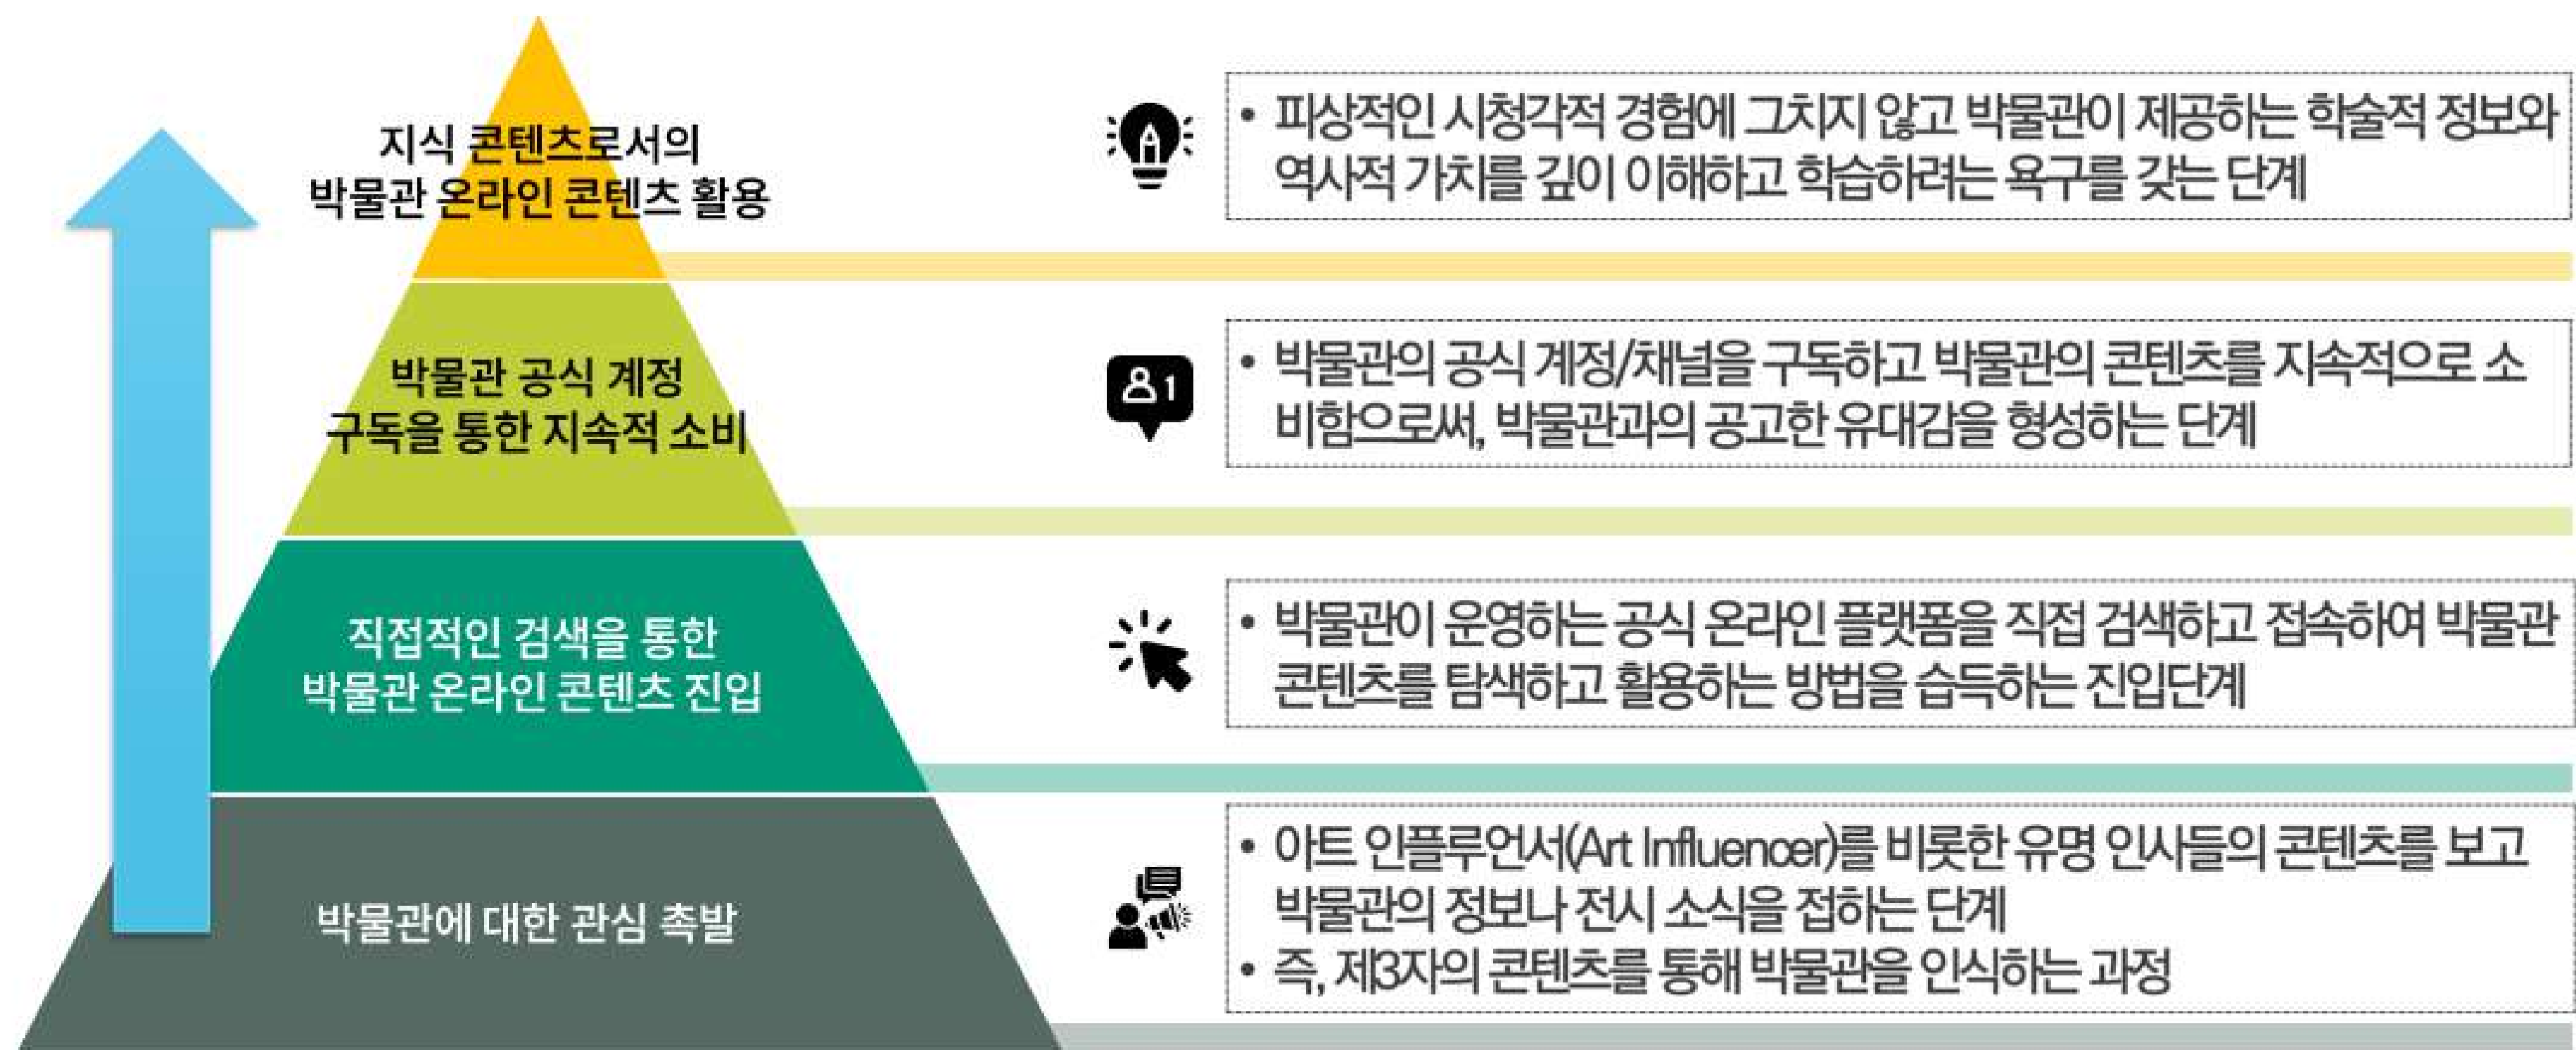 지식 콘텐츠로서의
박물관 온라인 콘텐츠 활용
• 피상적인 시청각적 경험에 그치지 않고 박물관이 제공하는 학술적 정보와
역사적 가치를 깊이 이해하고 학습하려는 욕구를 갖는 단계
박물관 공식 계정
구독을 통한 지속적 소비
1
• 박물관의 공식 계정/채널을 구독하고 박물관의 콘텐츠를 지속적으로 소
비함으로써, 박물관과의 공고한 유대감을 형성하는 단계
직접적인 검색을 통한
박물관 온라인 콘텐츠 진입
• 박물관이 운영하는 공식 온라인 플랫폼을 직접 검색하고 접속하여 박물관
콘텐츠를 탐색하고 활용하는 방법을 습득하는 진입단계
박물관에 대한 관심 촉발
• 아트 인플루언서(Art Influencer)를 비롯한 유명 인사들의 콘텐츠를 보고
박물관의 정보나 전시 소식을 접하는 단계
• 즉, 제3자의 콘텐츠를 통해 박물관을 인식하는 과정